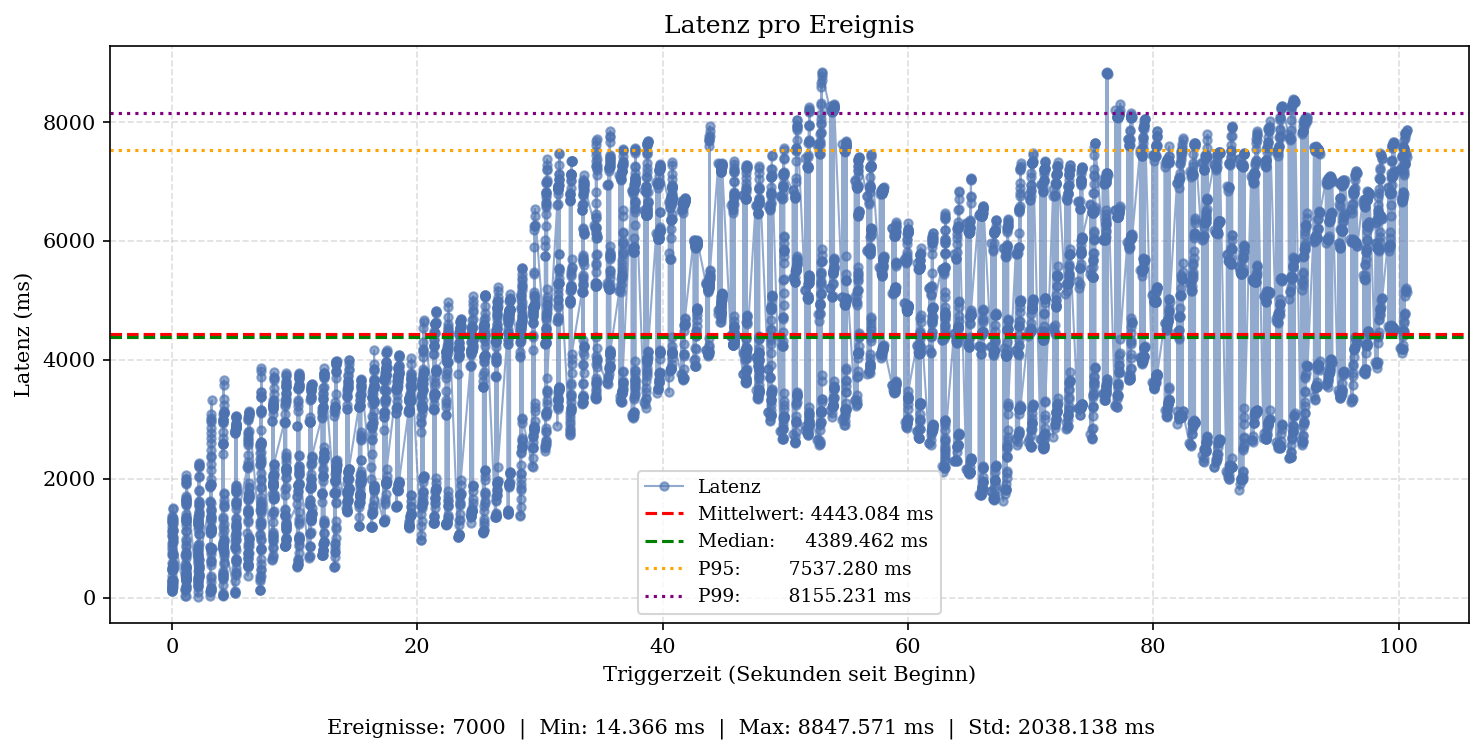 Latenz pro Ereignis
Latenz (ms)
8000
6000
4000
2000
0
Latenz
Mittelwert: 4443.084 ms
Median: 4389.462 ms
P95: 7537.280 ms
P99: 8155.231 ms
0 20 40 60 80 100
Triggerzeit (Sekunden seit Beginn)
Ereignisse: 7000 | Min: 14.366 ms | Max: 8847.571 ms | Std: 2038.138 ms